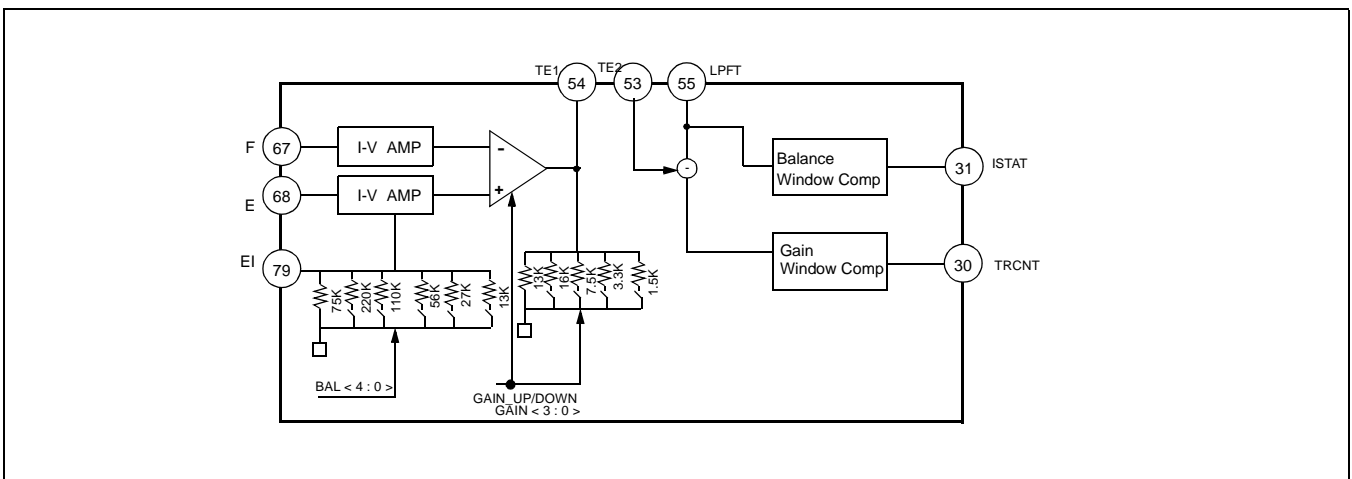 TE1
TE2
LPFT
54
53
55
F
67
I-V AMP
-
E
68
I-V AMP
+
-
Balance
Window Comp
31
ISTAT
EI
79
75K
220K
110K
56K
27K
13K
13K
16K
7.5K
3.3K
1.5K
Gain
Window Comp
30
TRCNT
BAL < 4 : 0 >
GAIN_UP/DOWN
GAIN < 3 : 0 >